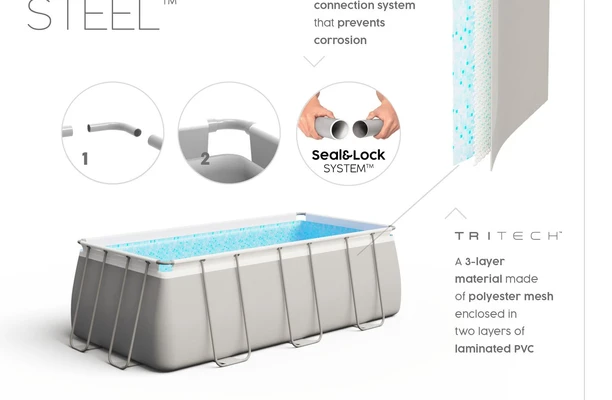 STEEL™
connection system
that prevents
corrosion
1
2
Seal&Lock
SYSTEM™
TRITECH™
A 3-layer
material made
of polyester mesh
enclosed in
two layers of
laminated PVC